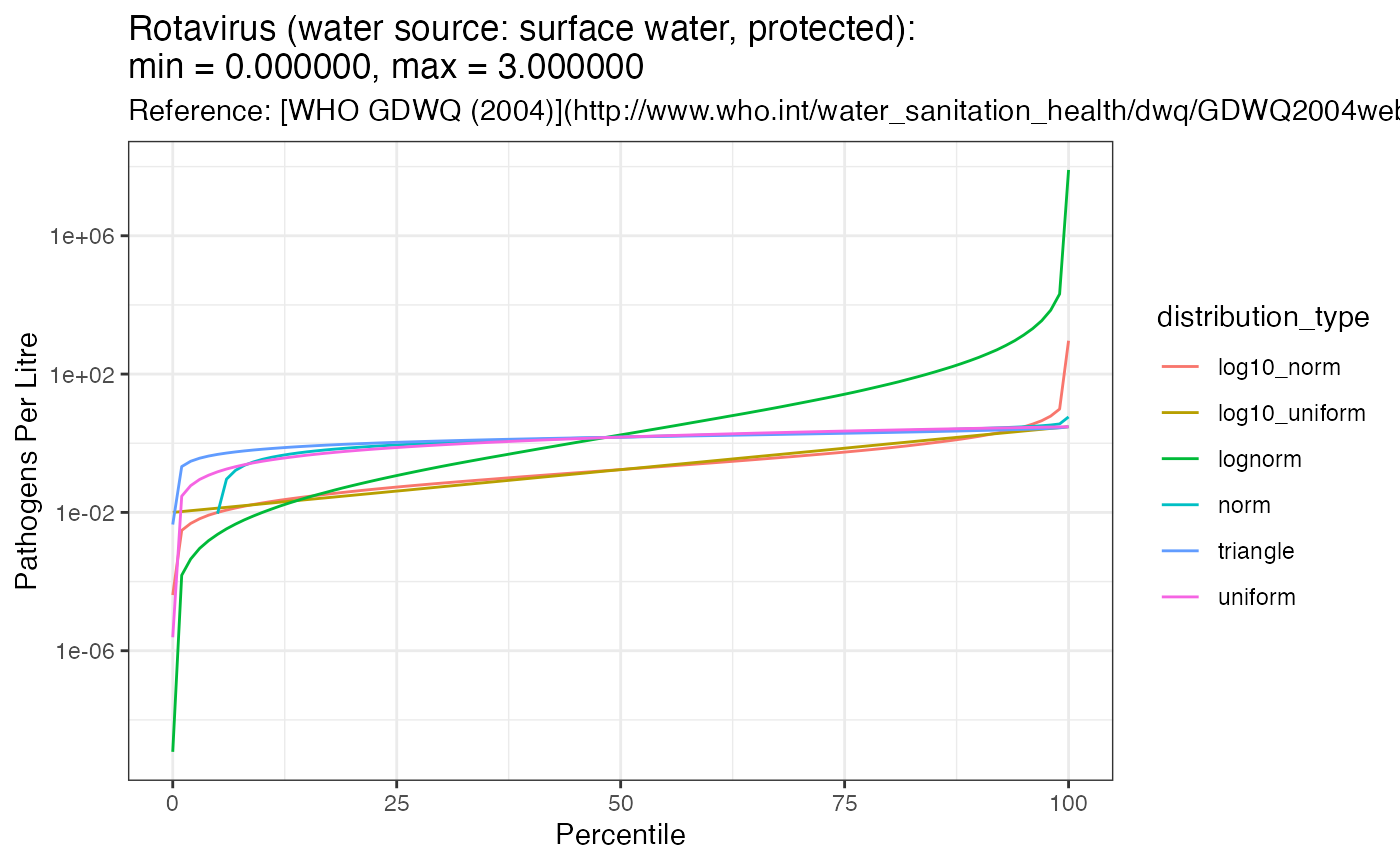 Rotavirus (water source: surface water, protected):
min = 0.000000, max = 3.000000
Reference: [WHO GDWQ (2004)](http://www.who.int/water_sanitation_health/dwq/GDWQ2004web
1e+06
1e+02
1e-02
1e-06
Pathogens Per Litre
0 25 50 75 100
Percentile
distribution_type
log10_norm
log10_uniform
lognorm
norm
triangle
uniform